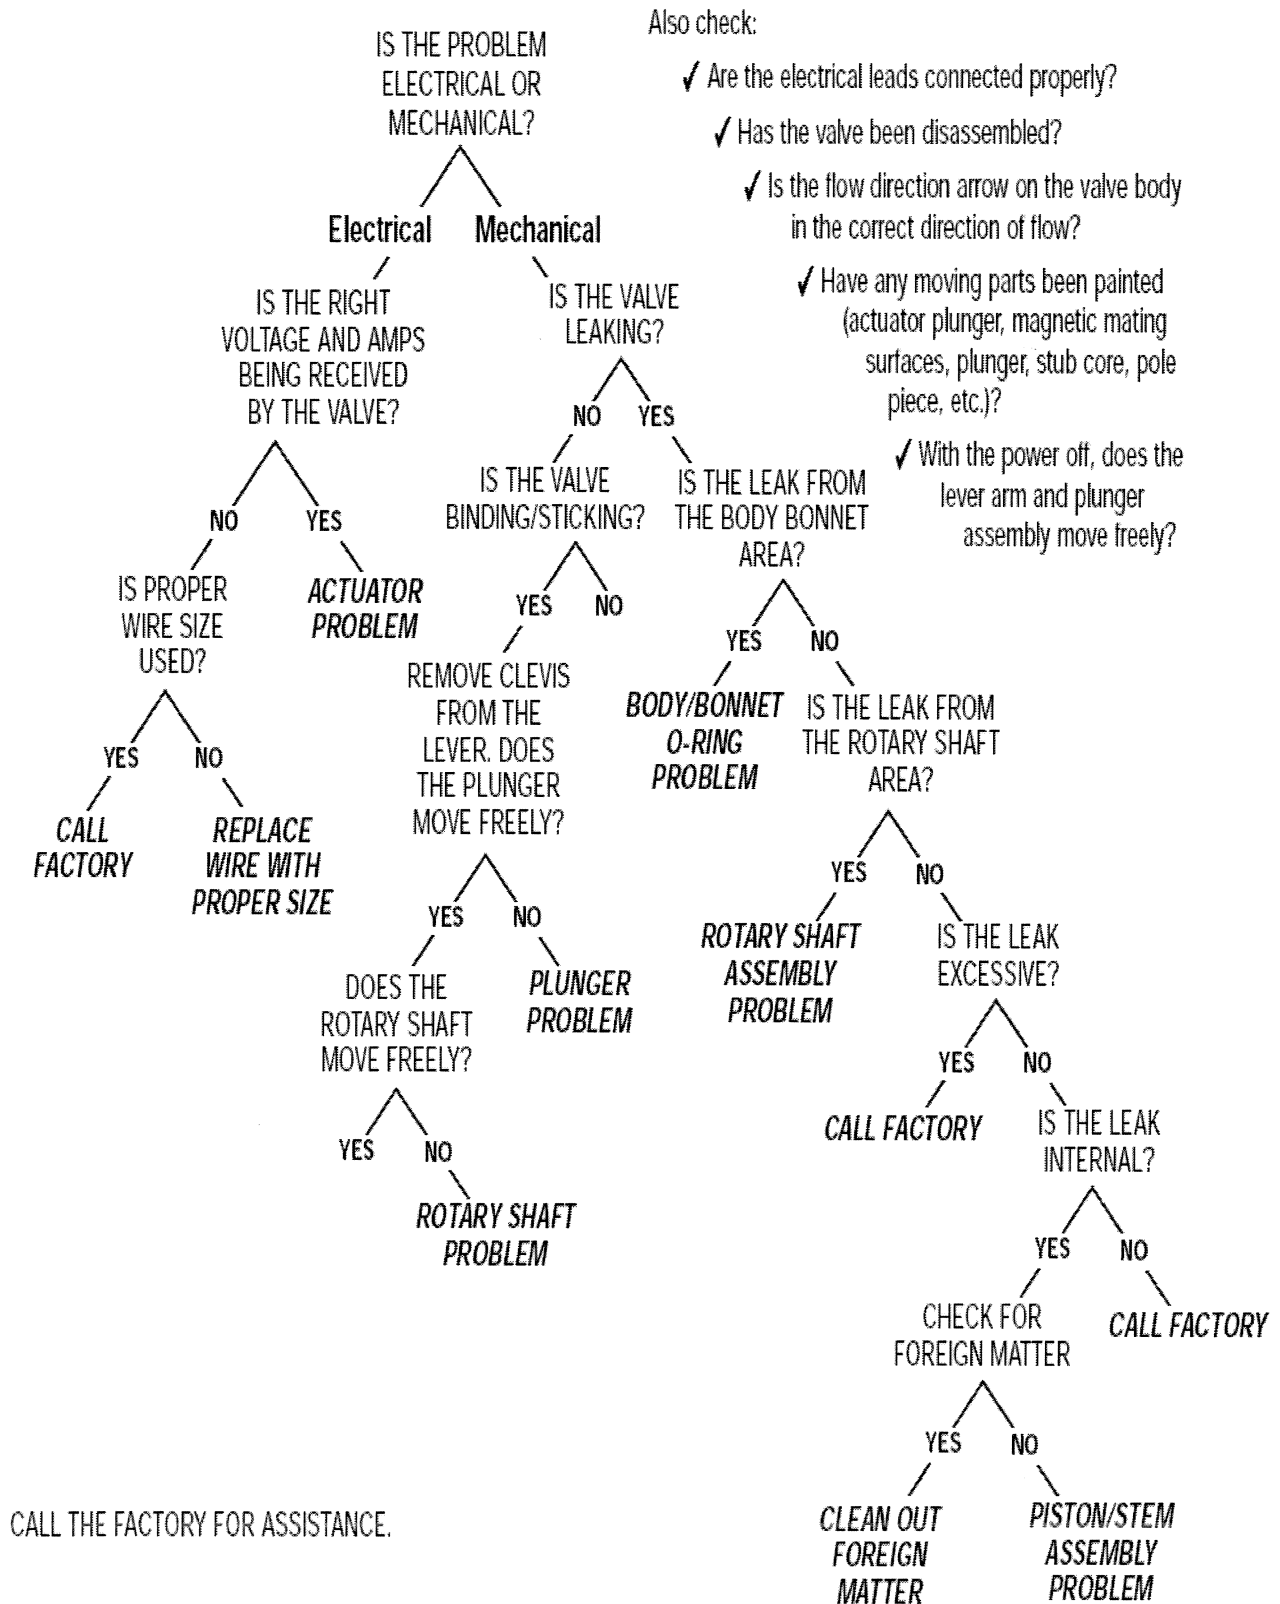 Also check:
✓ Are the electrical leads connected properly?
✓ Has the valve been disassembled?
✓ Is the flow direction arrow on the valve body
in the correct direction of flow?
✓ Have any moving parts been painted
(actuator plunger, magnetic mating
surfaces, plunger, stub core, pole
piece, etc.)?
✓ With the power off, does the
lever arm and plunger
assembly move freely?
IS THE PROBLEM
ELECTRICAL OR
MECHANICAL?
Electrical
Mechanical
IS THE RIGHT
VOLTAGE AND AMPS
BEING RECEIVED
BY THE VALVE?
NO
YES
IS PROPER
WIRE SIZE
USED?
ACTUATOR
PROBLEM
YES
NO
CALL
FACTORY
REPLACE
WIRE WITH
PROPER SIZE
IS THE VALVE
LEAKING?
NO
YES
IS THE VALVE
BINDING/STICKING?
YES
NO
REMOVE CLEVIS
FROM THE
LEVER. DOES
THE PLUNGER
MOVE FREELY?
YES
NO
DOES THE
ROTARY SHAFT
MOVE FREELY?
PLUNGER
PROBLEM
YES
NO
ROTARY SHAFT
PROBLEM
IS THE LEAK FROM
THE BODY BONNET
AREA?
YES
NO
BODY/BONNET
O-RING
PROBLEM
IS THE LEAK FROM
THE ROTARY SHAFT
AREA?
YES
NO
ROTARY SHAFT
ASSEMBLY
PROBLEM
IS THE LEAK
EXCESSIVE?
YES
NO
CALL FACTORY
IS THE LEAK
INTERNAL?
YES
NO
CHECK FOR
FOREIGN MATTER
CALL FACTORY
YES
NO
CLEAN OUT
FOREIGN
MATTER
PISTON/STEM
ASSEMBLY
PROBLEM
CALL THE FACTORY FOR ASSISTANCE.